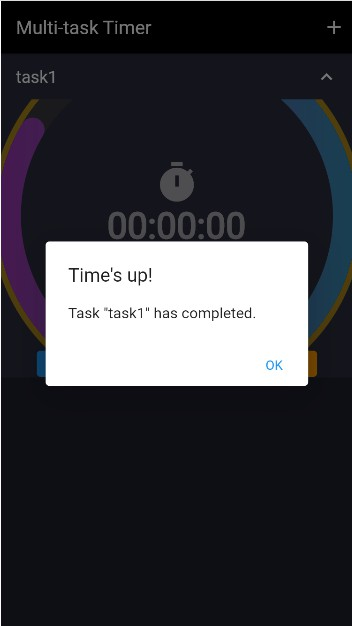 Multi-task Timer
task1
00:00:00
Time's up!
Task "task1" has completed.
OK